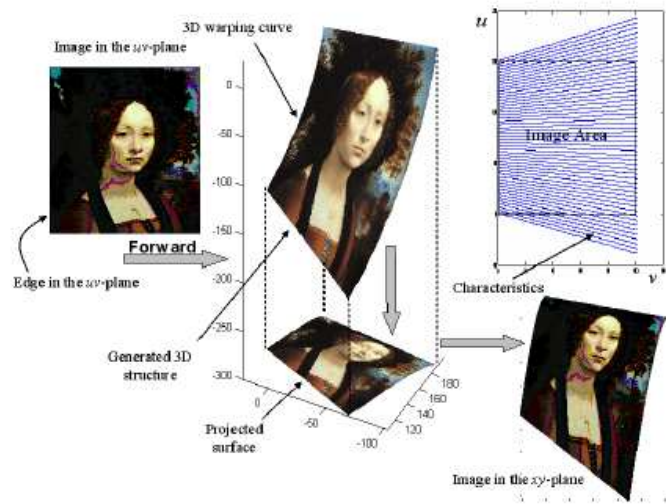 3D warping curve
Image in the uv-plane
u
Image Area
v
Characteristics
Forward
Edge in the uv-plane
Generated 3D
structure
Projected
surface
Image in the xy-plane
0
-50
-100
-150
-200
-250
-300
0
-50
-100
120
140
160
180